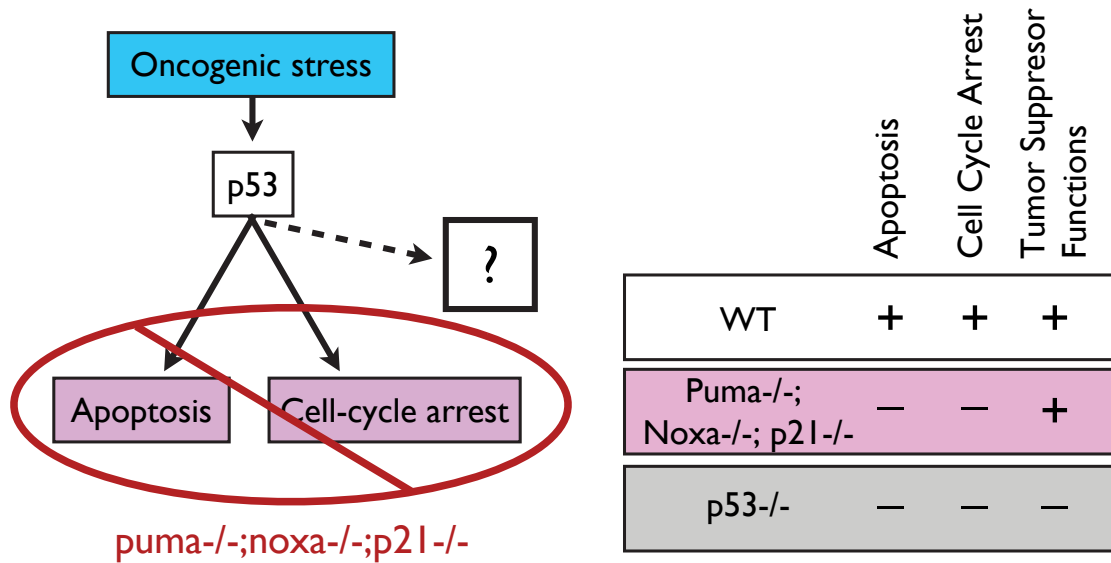 Oncogenic stress
p53
?
Apoptosis
Cell-cycle arrest
puma-/-;noxa-/-;p21-/-
Apoptosis
Cell Cycle Arrest
Tumor Suppresor
Functions
WT + + +
Puma-/-;
Noxa-/-; p21-/- – – +
p53-/- – – –